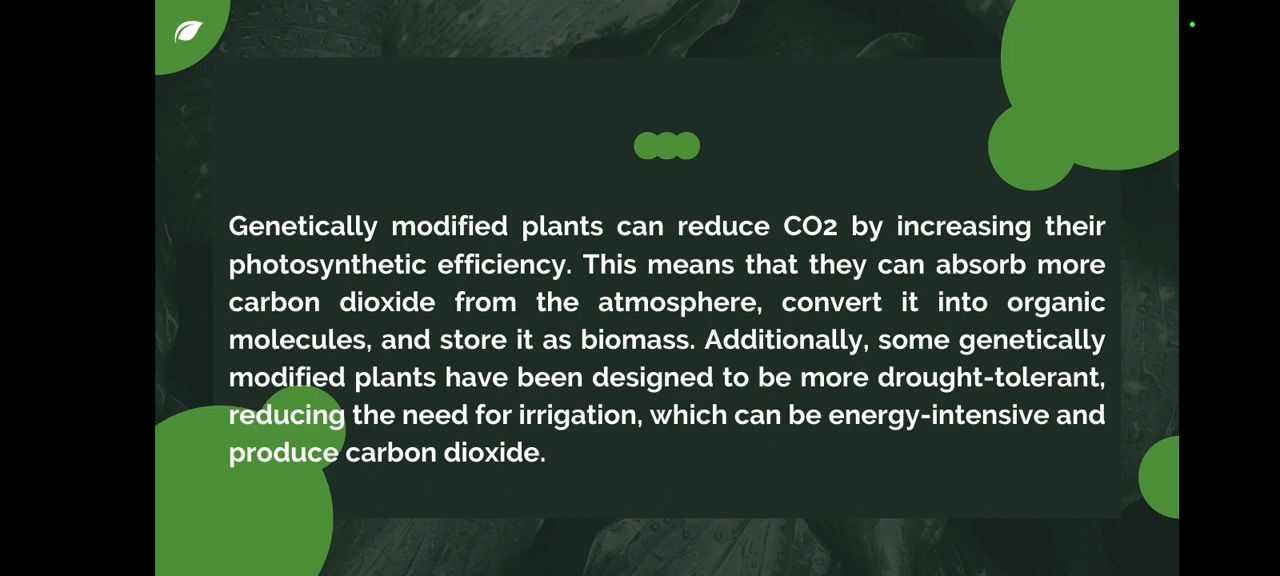 Genetically modified plants can reduce CO2 by increasing their
photosynthetic efficiency. This means that they can absorb more
carbon dioxide from the atmosphere, convert it into organic
molecules, and store it as biomass. Additionally, some genetically
modified plants have been designed to be more drought-tolerant,
reducing the need for irrigation, which can be energy-intensive and
produce carbon dioxide.